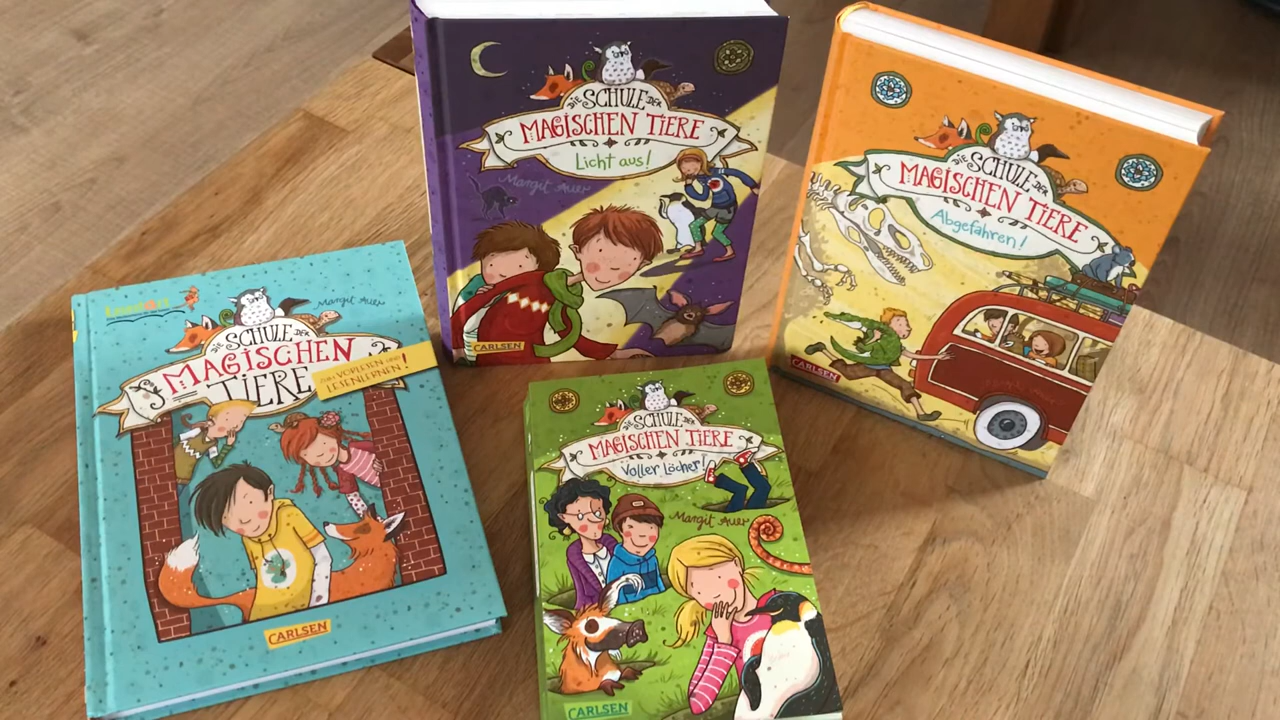 DIE SCHULE DER
MAGISCHEN TIERE
Licht aus!
Margit Auer
CARLSEN
DIE SCHULE DER
MAGISCHEN TIERE
Abgefahren!
CARLSEN
Margit Auer
DIE SCHULE DER
MAGISCHEN
TIERE
ZUM VORLESEN UND
LESENLERNEN!
CARLSEN
DIE SCHULE DER
MAGISCHEN TIERE
Voller Löcher!
Margit Auer
CARLSEN